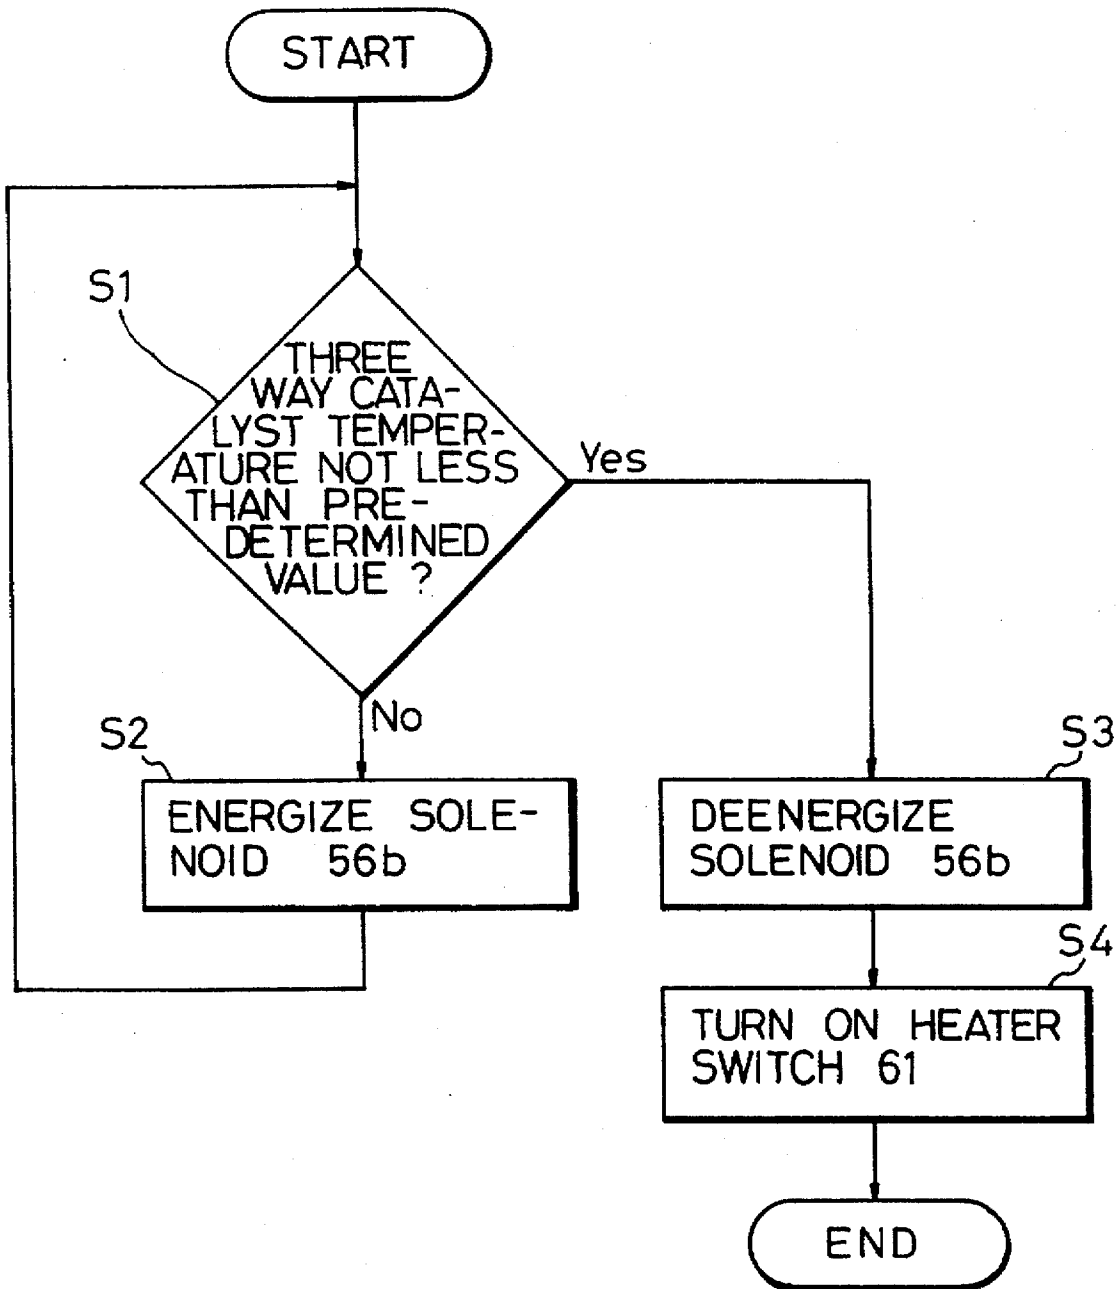 START
S1
THREE
WAY CATA-
LYST TEMPER-
ATURE NOT LESS
THAN PRE-
DETERMINED
VALUE ?
Yes
No
S2
ENERGIZE SOLE-
NOID 56b
S3
DEENERGIZE
SOLENOID 56b
S4
TURN ON HEATER
SWITCH 61
END